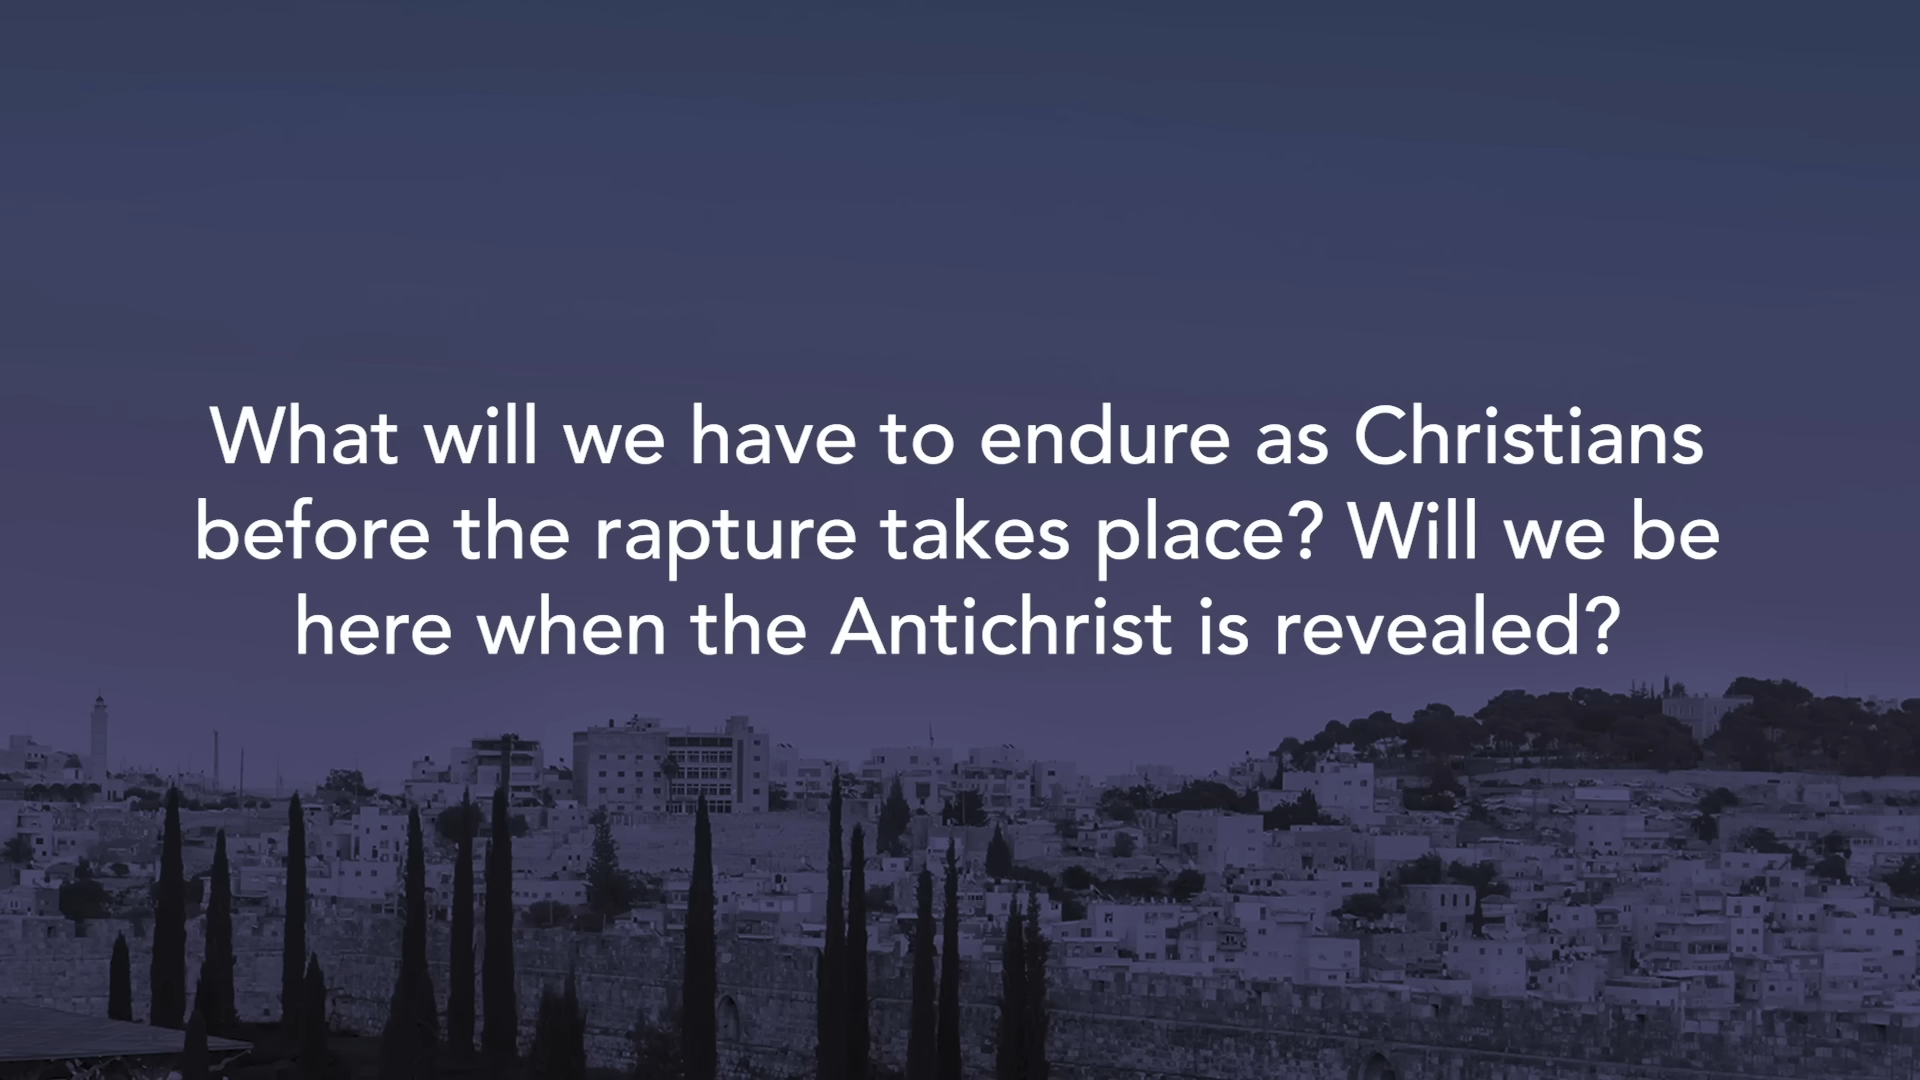 What will we have to endure as Christians
before the rapture takes place? Will we be
here when the Antichrist is revealed?